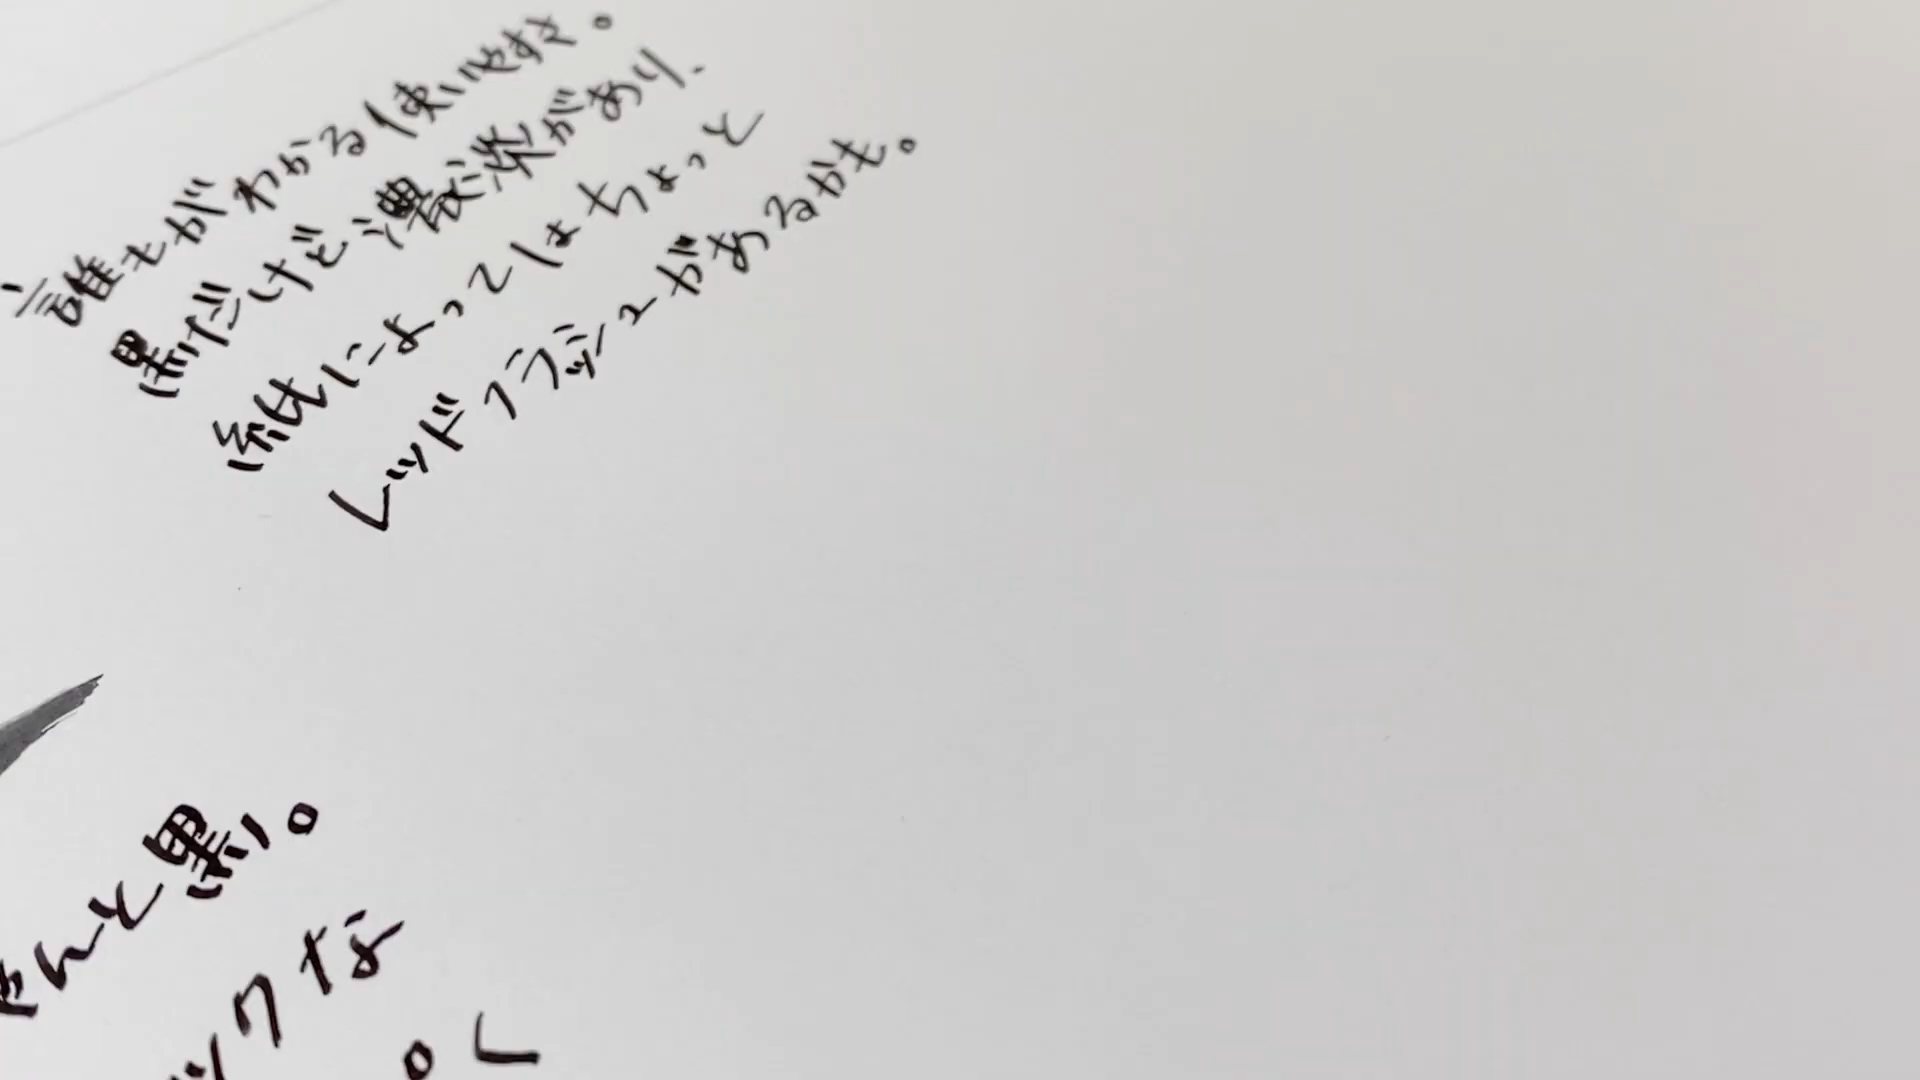 誰もがわかる使いやすさ。
黒だけど濃淡があり、
紙によってはちょっと
レッドフラッシュがあるかも。
ゃんと黒。
ックな
。く